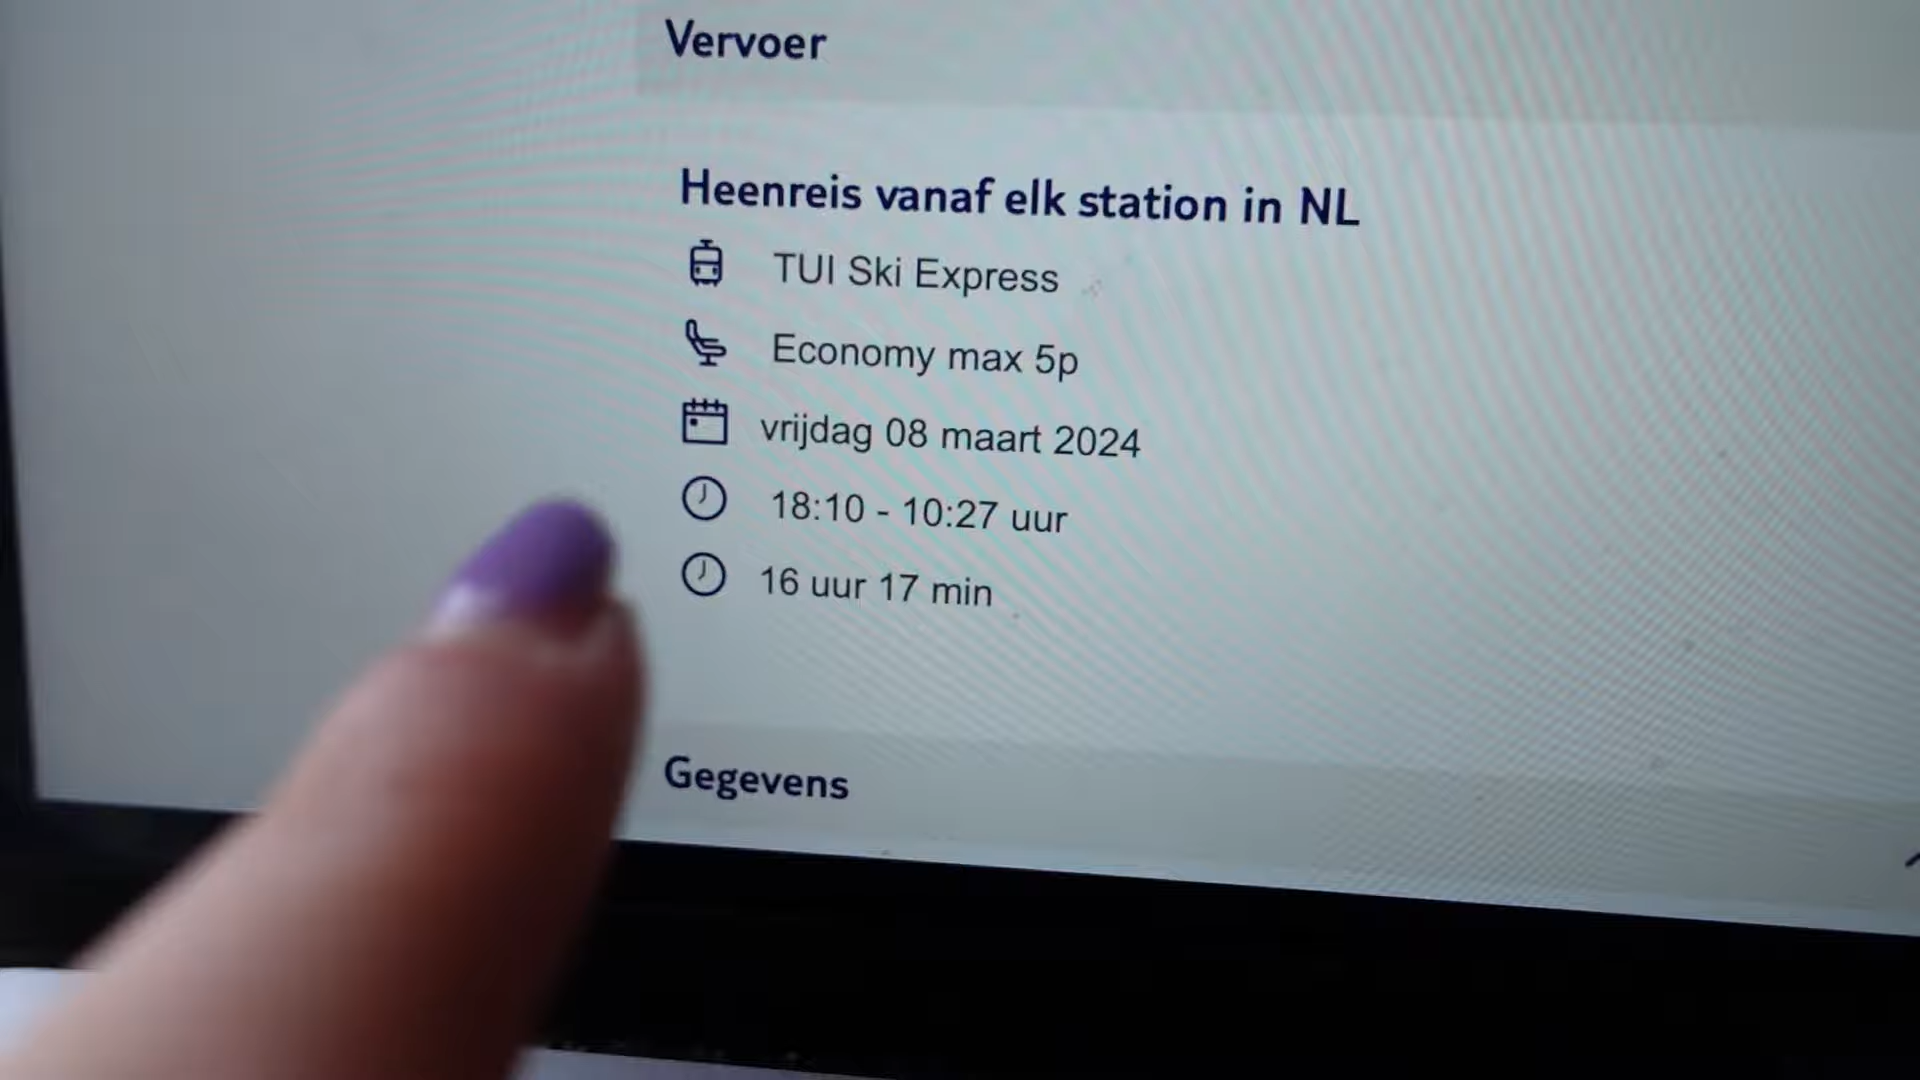 Vervoer
Heenreis vanaf elk station in NL
TUI Ski Express
Economy max 5p
vrijdag 08 maart 2024
18:10 - 10:27 uur
16 uur 17 min
Gegevens